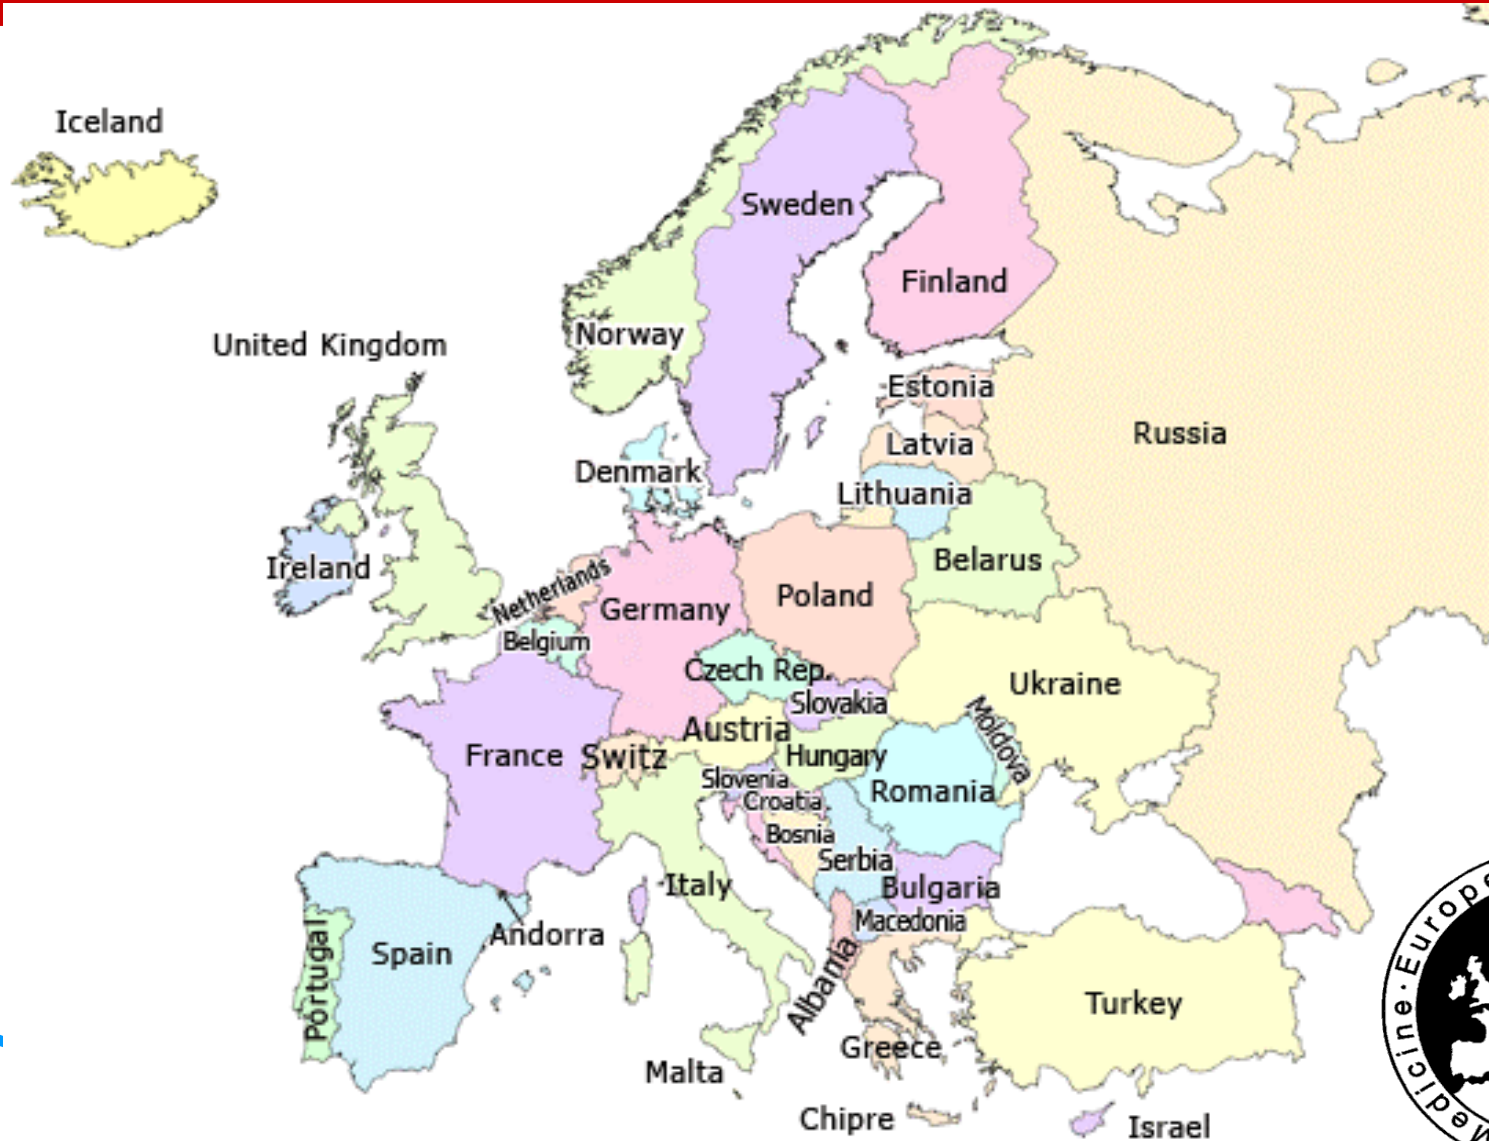 Iceland
Sweden
Finland
United Kingdom
Norway
Estonia
Russia
Latvia
Denmark
Lithuania
Belarus
Ireland
Netherlands
Poland
Germany
Belgium
Czech Rep.
Ukraine
Slovakia
Moldova
Austria
France
Switz
Hungary
Slovenia
Romania
Croatia
Bosnia
Serbia
Italy
Bulgaria
Macedonia
Andorra
Spain
Portugal
Albania
Turkey
Greece
Malta
Chipre
Israel
Medicine · Europe